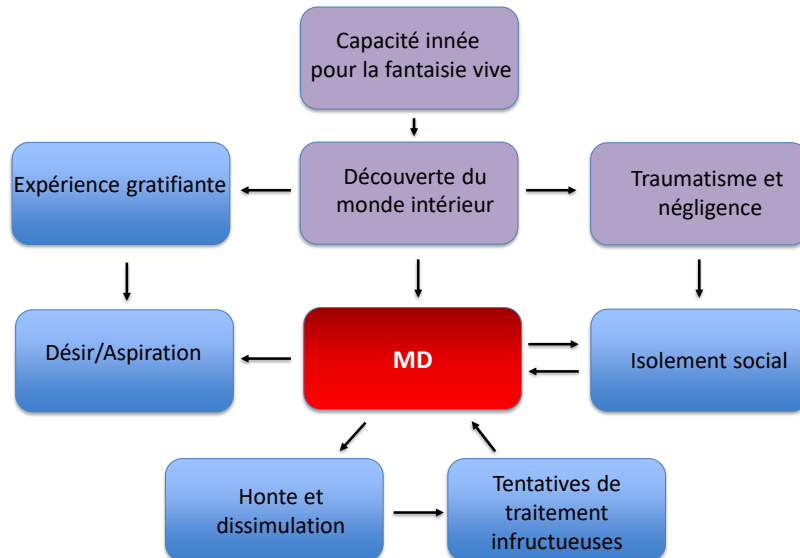 Capacité innée
pour la fantaisie vive
Expérience gratifiante
Découverte du
monde intérieur
Traumatisme et
négligence
Désir/Aspiration
MD
Isolement social
Honte et
dissimulation
Tentatives de
traitement
infructueuses